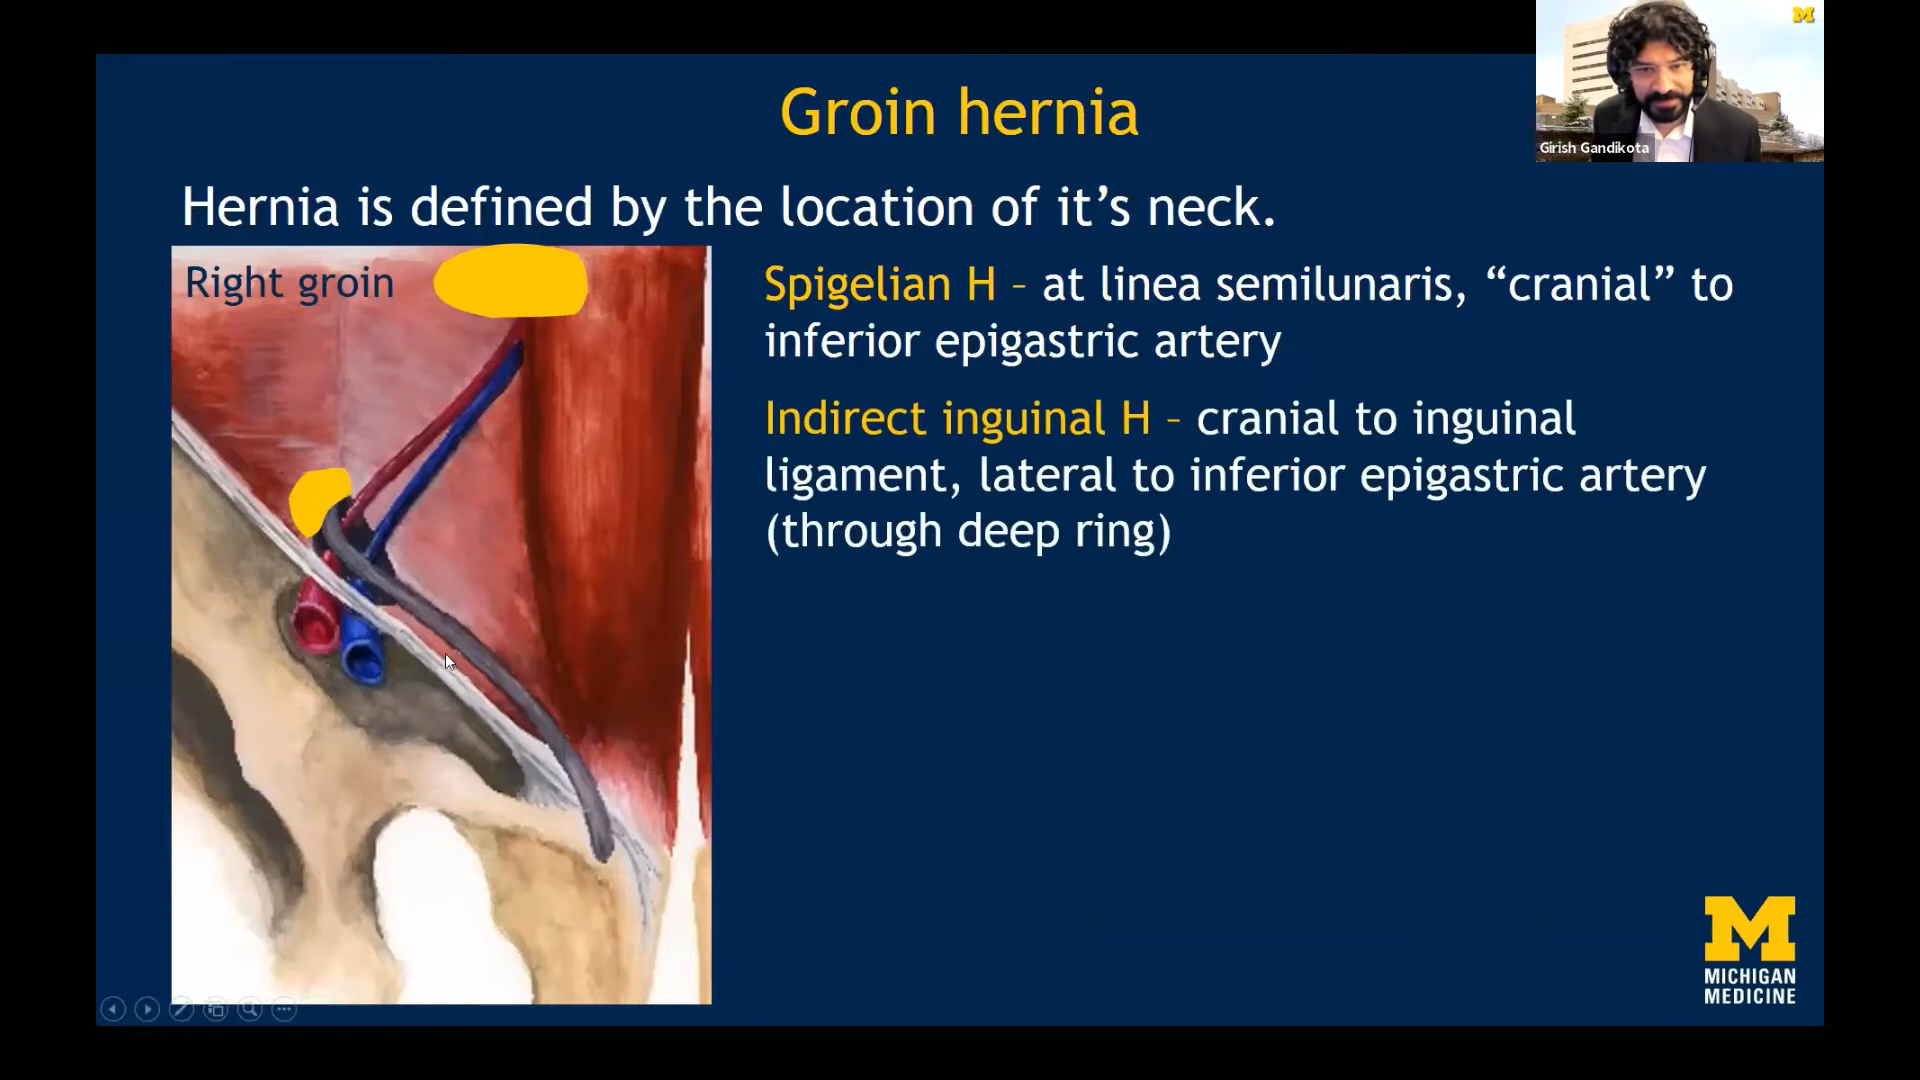 M
Girish Gandikota
Groin hernia
Hernia is defined by the location of it’s neck.
Right groin
Spigelian H – at linea semilunaris, “cranial” to
inferior epigastric artery
Indirect inguinal H – cranial to inguinal
ligament, lateral to inferior epigastric artery
(through deep ring)
M
MICHIGAN
MEDICINE